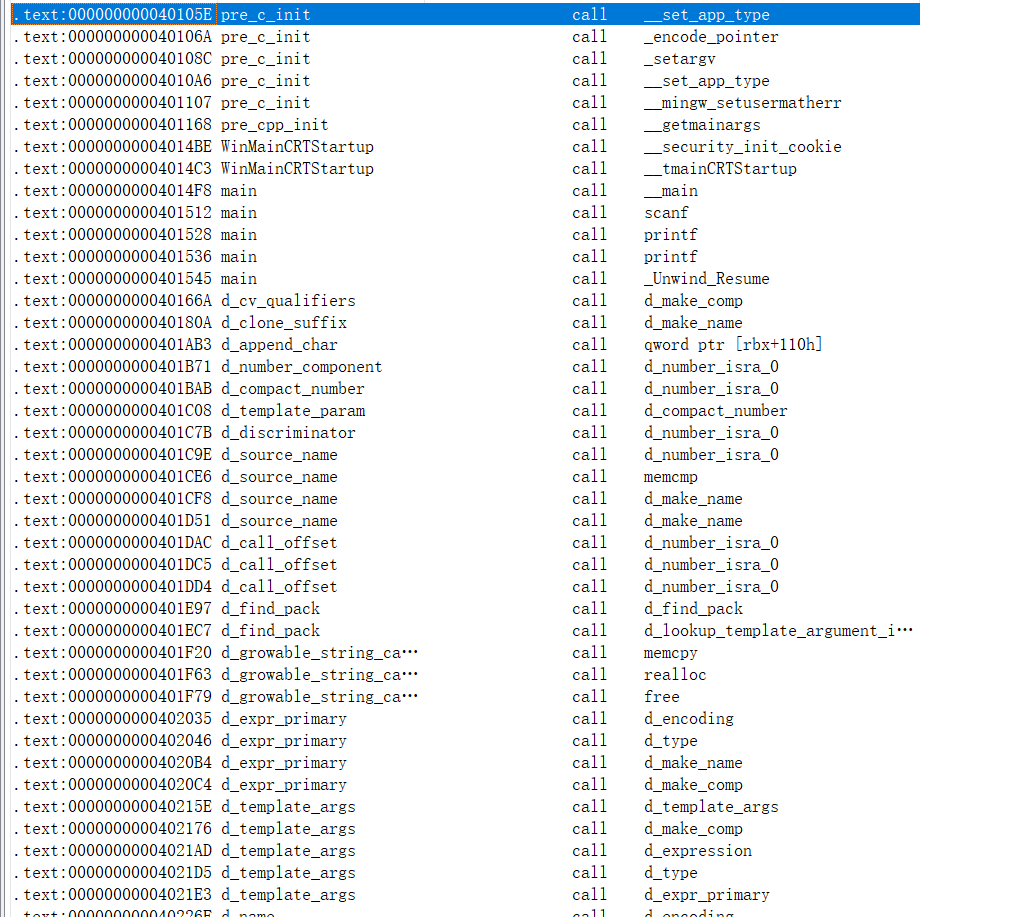 .text:000000000040105E pre_c_init call __set_app_type
.text:000000000040106A pre_c_init call _encode_pointer
.text:000000000040108C pre_c_init call _setargv
.text:00000000004010A6 pre_c_init call __set_app_type
.text:0000000000401107 pre_c_init call __mingw_setusermatherr
.text:0000000000401168 pre_cpp_init call __getmainargs
.text:00000000004014BE WinMainCRTStartup call __security_init_cookie
.text:00000000004014C3 WinMainCRTStartup call __tmainCRTStartup
.text:00000000004014F8 main call __main
.text:0000000000401512 main call scanf
.text:0000000000401528 main call printf
.text:0000000000401536 main call printf
.text:0000000000401545 main call _Unwind_Resume
.text:000000000040166A d_cv_qualifiers call d_make_comp
.text:000000000040180A d_clone_suffix call d_make_name
.text:0000000000401AB3 d_append_char call qword ptr [rbx+110h]
.text:0000000000401B71 d_number_component call d_number_isra_0
.text:0000000000401BAB d_compact_number call d_number_isra_0
.text:0000000000401C08 d_template_param call d_compact_number
.text:0000000000401C7B d_discriminator call d_number_isra_0
.text:0000000000401C9E d_source_name call d_number_isra_0
.text:0000000000401CE6 d_source_name call memcmp
.text:0000000000401CF8 d_source_name call d_make_name
.text:0000000000401D51 d_source_name call d_make_name
.text:0000000000401DAC d_call_offset call d_number_isra_0
.text:0000000000401DC5 d_call_offset call d_number_isra_0
.text:0000000000401DD4 d_call_offset call d_number_isra_0
.text:0000000000401E97 d_find_pack call d_find_pack
.text:0000000000401EC7 d_find_pack call d_lookup_template_argument_i…
.text:0000000000401F20 d_growable_string_ca… call memcpy
.text:0000000000401F63 d_growable_string_ca… call realloc
.text:0000000000401F79 d_growable_string_ca… call free
.text:0000000000402035 d_expr_primary call d_encoding
.text:0000000000402046 d_expr_primary call d_type
.text:00000000004020B4 d_expr_primary call d_make_name
.text:00000000004020C4 d_expr_primary call d_make_comp
.text:000000000040215E d_template_args call d_template_args
.text:0000000000402176 d_template_args call d_make_comp
.text:00000000004021AD d_template_args call d_expression
.text:00000000004021D5 d_template_args call d_type
.text:00000000004021E3 d_template_args call d_expr_primary